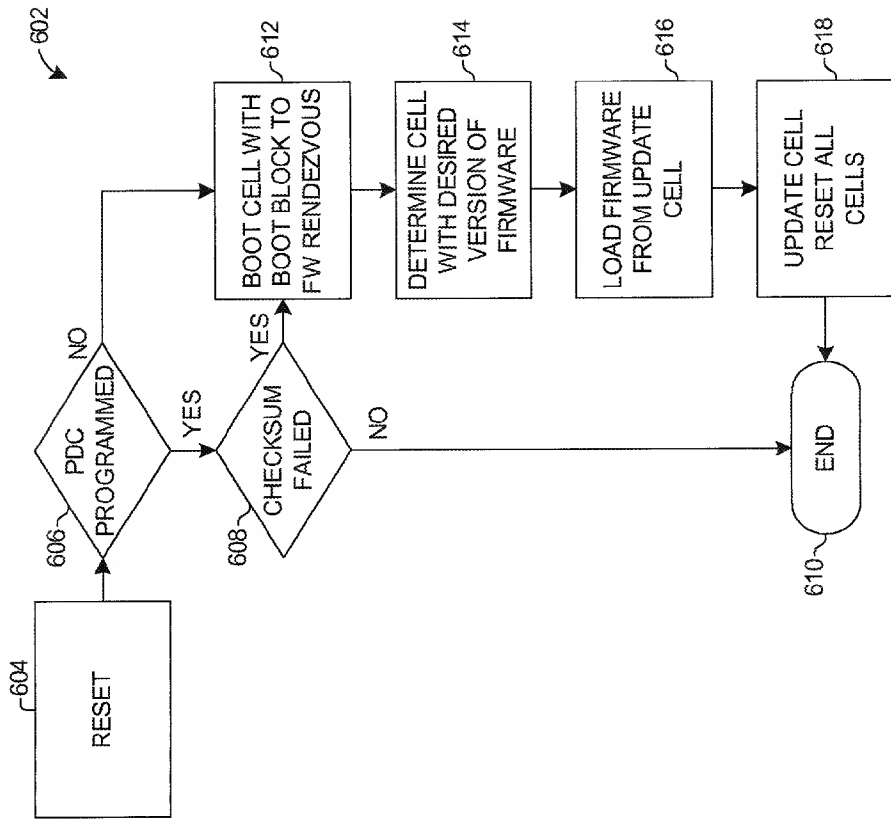 602
604
RESET
606
PDC
PROGRAMMED
NO
YES
608
CHECKSUM
FAILED
YES
NO
612
BOOT CELL WITH
BOOT BLOCK TO
FW RENDEZVOUS
614
DETERMINE CELL
WITH DESIRED
VERSION OF
FIRMWARE
616
LOAD FIRMWARE
FROM UPDATE
CELL
618
UPDATE CELL
RESET ALL
CELLS
END
610